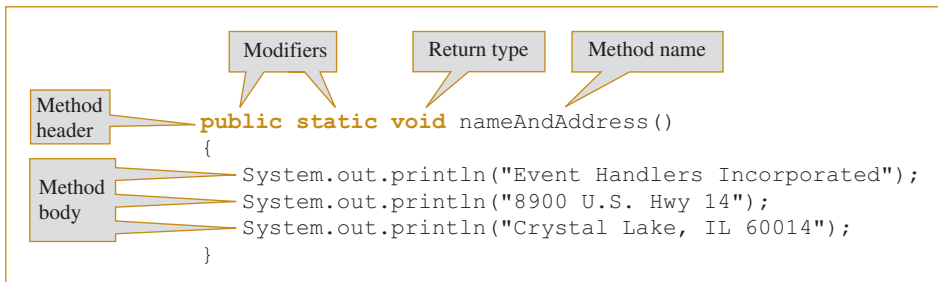 Modifiers
Return type
Method name
Method
header
public static void nameAndAddress()
{
Method
body
System.out.println("Event Handlers Incorporated");
System.out.println("8900 U.S. Hwy 14");
System.out.println("Crystal Lake, IL 60014");
}